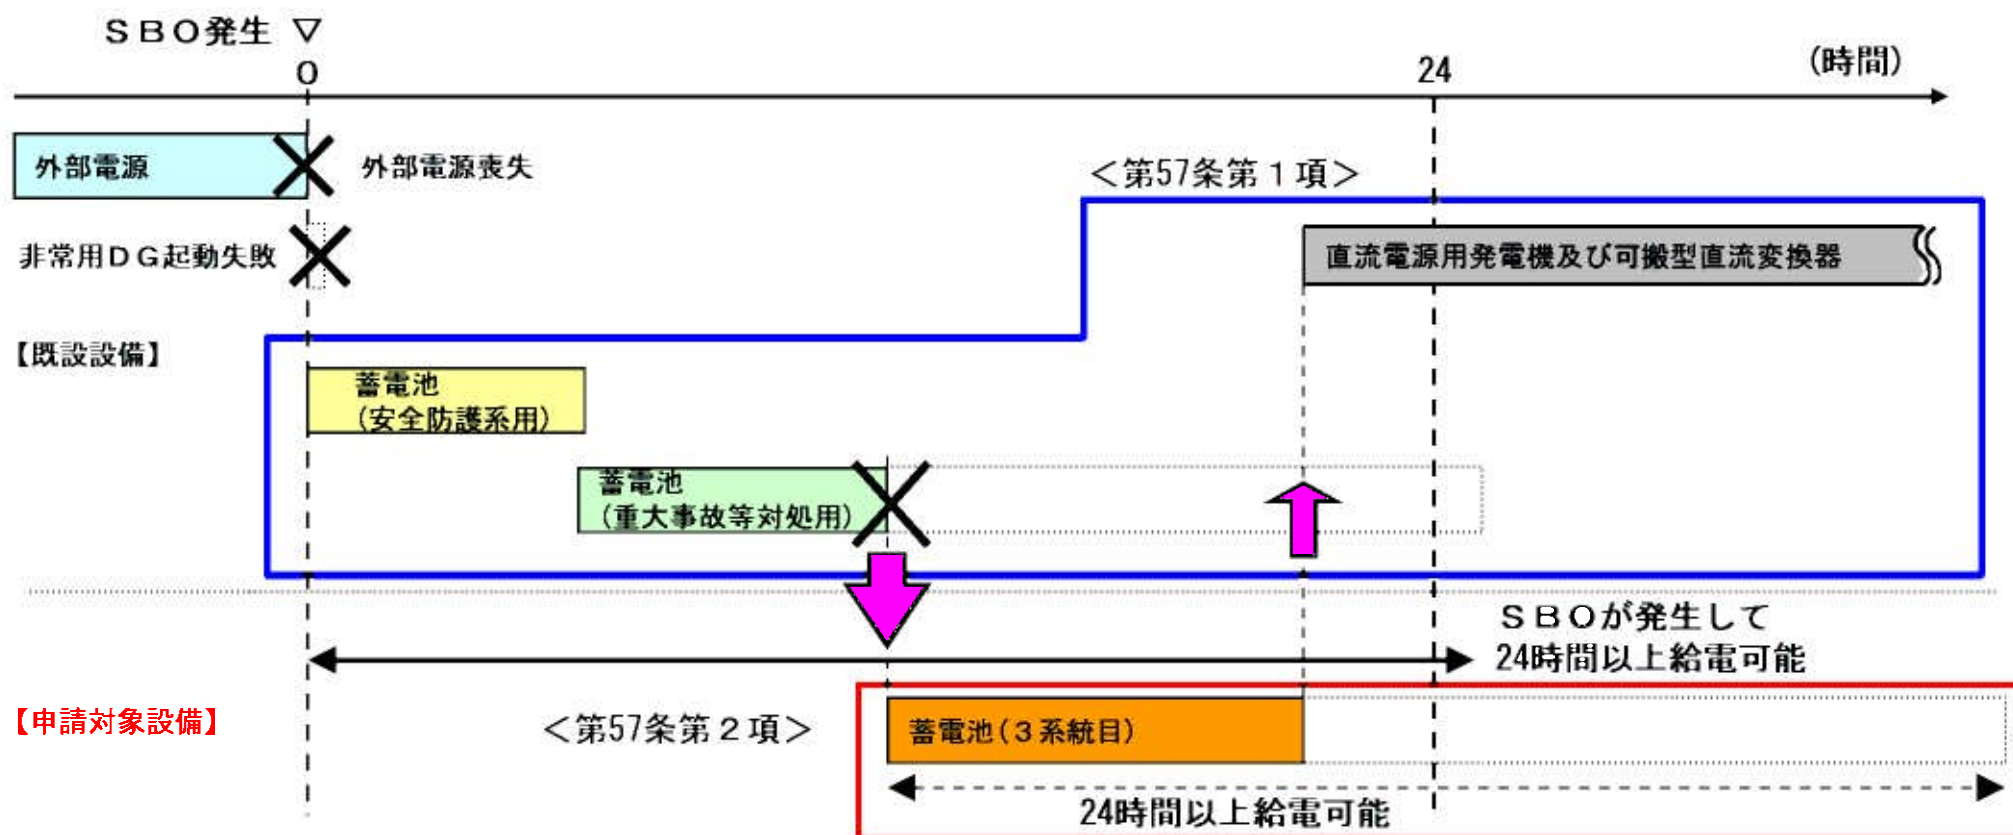 ＳＢＯ発生 ▽
0
24
(時間)
外部電源
外部電源喪失
＜第57条第１項＞
非常用ＤＧ起動失敗
直流電源用発電機及び可搬型直流変換器
【既設設備】
蓄電池
(安全防護系用)
蓄電池
(重大事故等対処用)
ＳＢＯが発生して
24時間以上給電可能
【申請対象設備】
＜第57条第２項＞
蓄電池(３系統目)
24時間以上給電可能